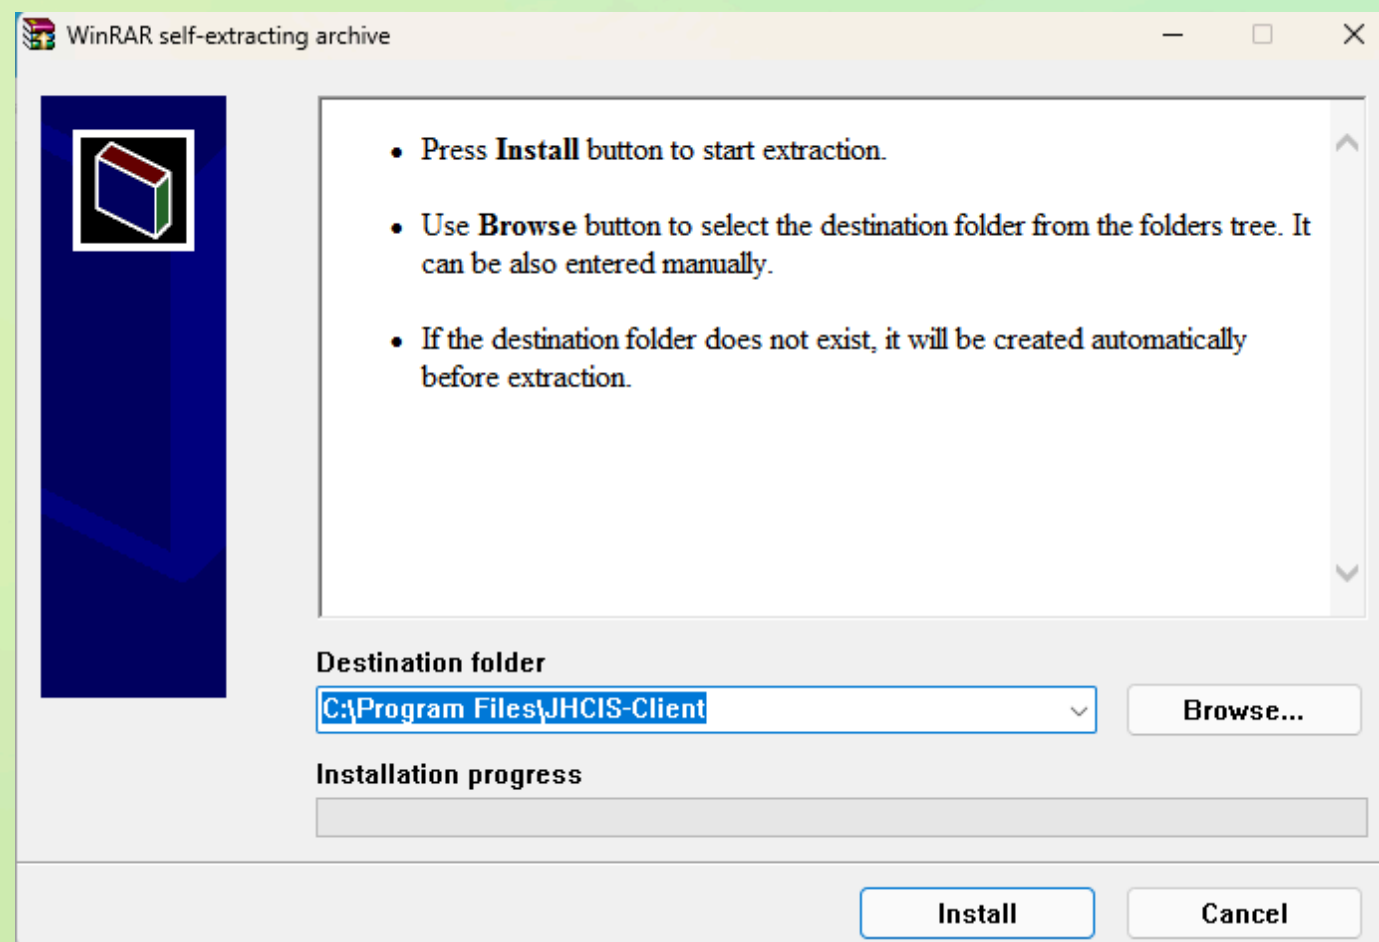 WinRAR self-extracting archive
• Press Install button to start extraction.
• Use Browse button to select the destination folder from the folders tree. It
can be also entered manually.
• If the destination folder does not exist, it will be created automatically
before extraction.
Destination folder
C:\Program Files\JHCIS-Client
Browse...
Installation progress
Install
Cancel